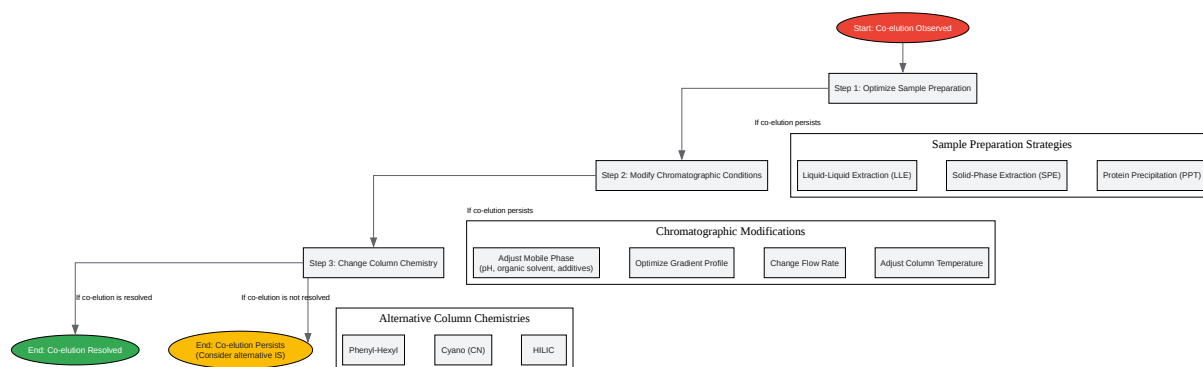 Start: Co-elution Observed
Step 1: Optimize Sample Preparation
If co-elution persists
Sample Preparation Strategies
Liquid-Liquid Extraction (LLE)
Solid-Phase Extraction (SPE)
Protein Precipitation (PPT)
Step 2: Modify Chromatographic Conditions
If co-elution persists
Chromatographic Modifications
Adjust Mobile Phase
(pH, organic solvent, additives)
Optimize Gradient Profile
Change Flow Rate
Adjust Column Temperature
Step 3: Change Column Chemistry
If co-elution is resolved
If co-elution is not resolved
Alternative Column Chemistries
Phenyl-Hexyl
Cyano (CN)
HILIC
End: Co-elution Resolved
End: Co-elution Persists
(Consider alternative IS)